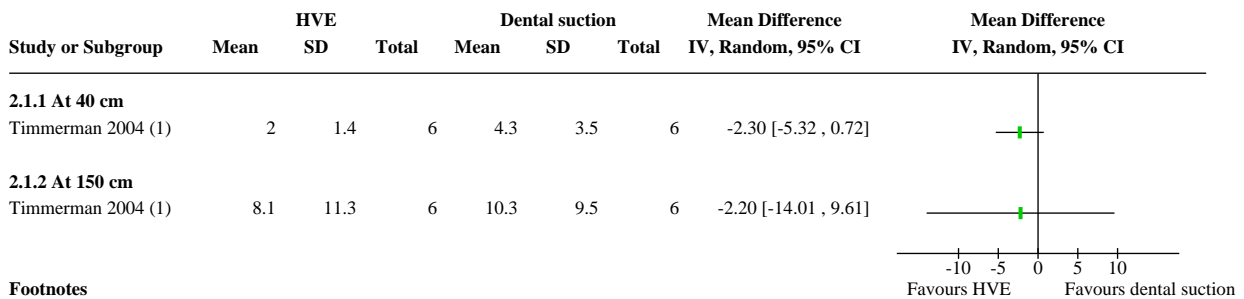 HVE Dental suction Mean Difference Mean Difference
Study or Subgroup Mean SD Total Mean SD Total IV, Random, 95% CI IV, Random, 95% CI
2.1.1 At 40 cm
Timmerman 2004 (1) 2 1.4 6 4.3 3.5 6 -2.30 [-5.32 , 0.72]
2.1.2 At 150 cm
Timmerman 2004 (1) 8.1 11.3 6 10.3 9.5 6 -2.20 [-14.01 , 9.61]
-10 -5 0 5 10
Footnotes Favours HVE Favours dental suction